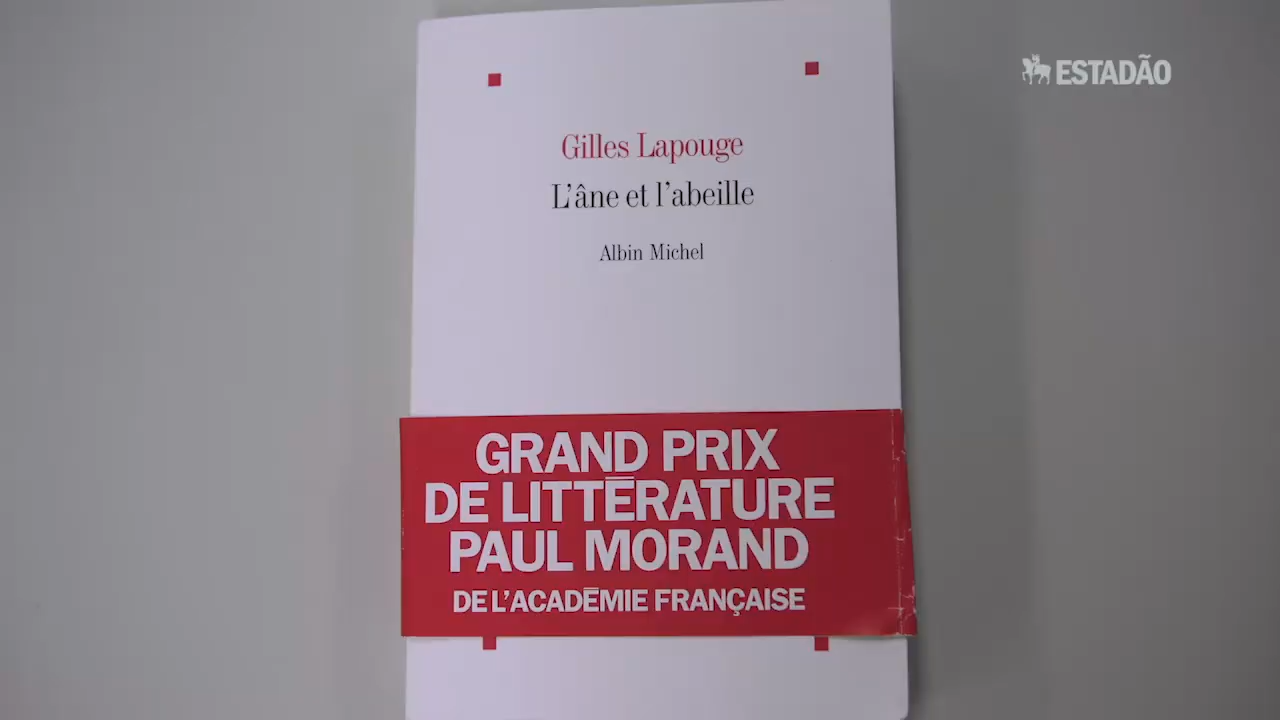 ESTADÃO
Gilles Lapouge
L'âne et l'abeille
Albin Michel
GRAND PRIX
DE LITTÉRATURE
PAUL MORAND
DE L'ACADÉMIE FRANÇAISE